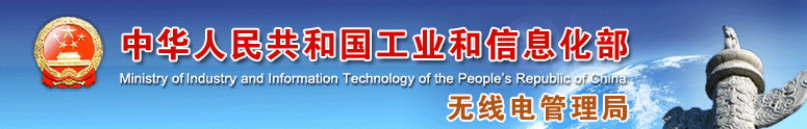 中华人民共和国工业和信息化部
Ministry of Industry and Information Technology of the People's Republic of China
无线电管理局